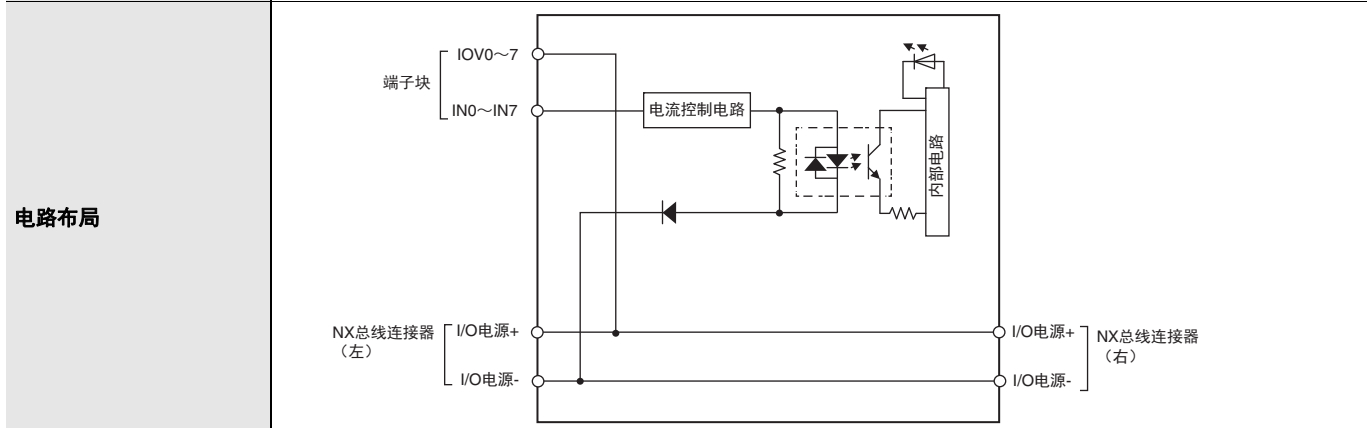 电路布局
端子块
IOV0～7
IN0～IN7
电流控制电路
内部电路
NX总线连接器
（左）
I/O电源+
I/O电源-
I/O电源+
I/O电源-
NX总线连接器
（右）